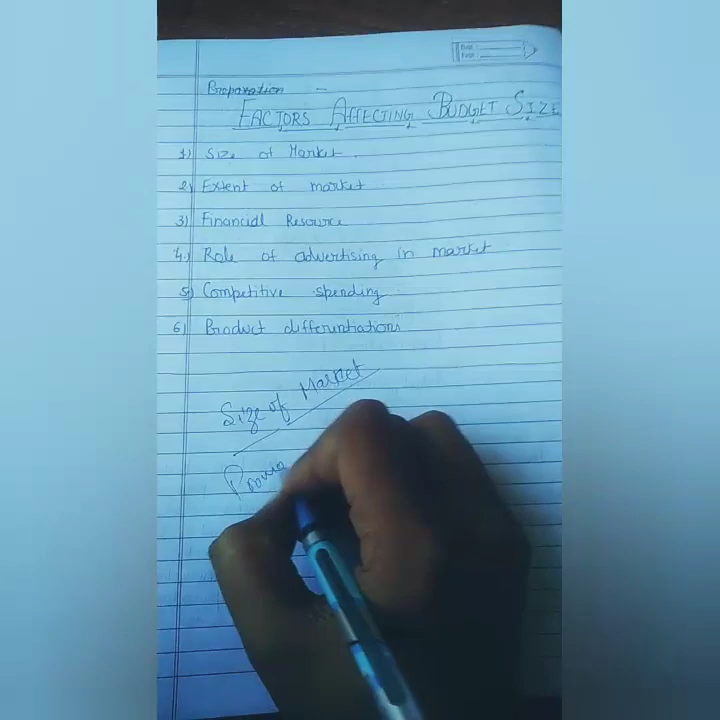 Preparation —
FACTORS AFFECTING BUDGET SIZE
1) Size of Market.
2) Extent of market
3) Financial Resource
4.) Role of advertising in market
5) Competitive spending
6) Product differentiations
Size of Market